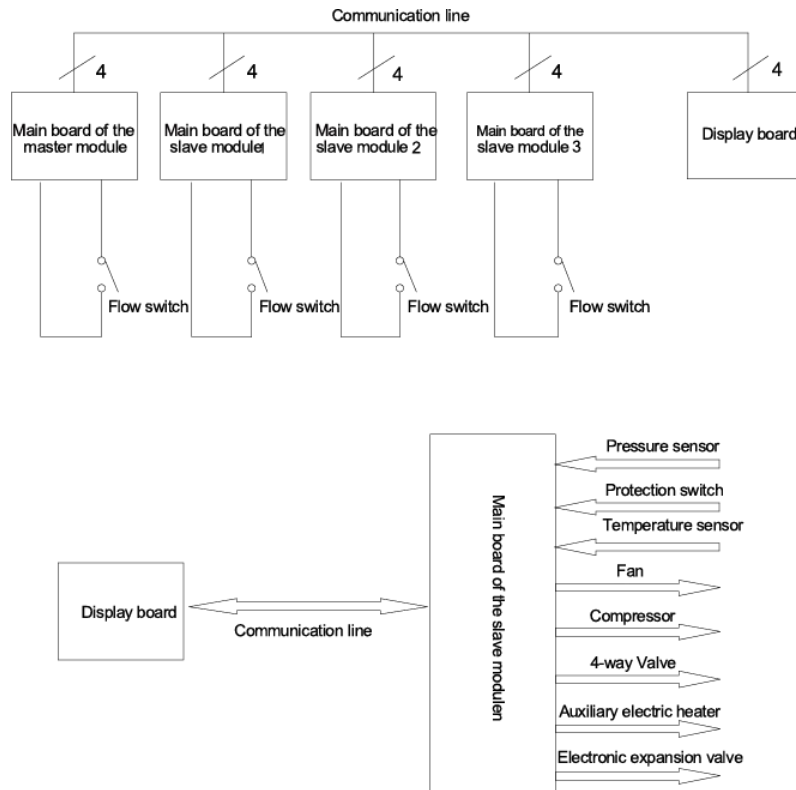 Communication line
4
4
4
4
4
Main board of the
master module
Main board of the
slave module1
Main board of the
slave module 2
Main board of the
slave module 3
Display board
Flow switch
Flow switch
Flow switch
Flow switch
Pressure sensor
Protection switch
Temperature sensor
Fan
Compressor
4-way Valve
Auxiliary electric heater
Electronic expansion valve
Main board of the slave modulen
Display board
Communication line